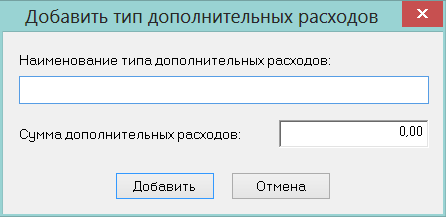 Добавить тип дополнительных расходов
Наименование типа дополнительных расходов:
Сумма дополнительных расходов:
0,00
Добавить
Отмена